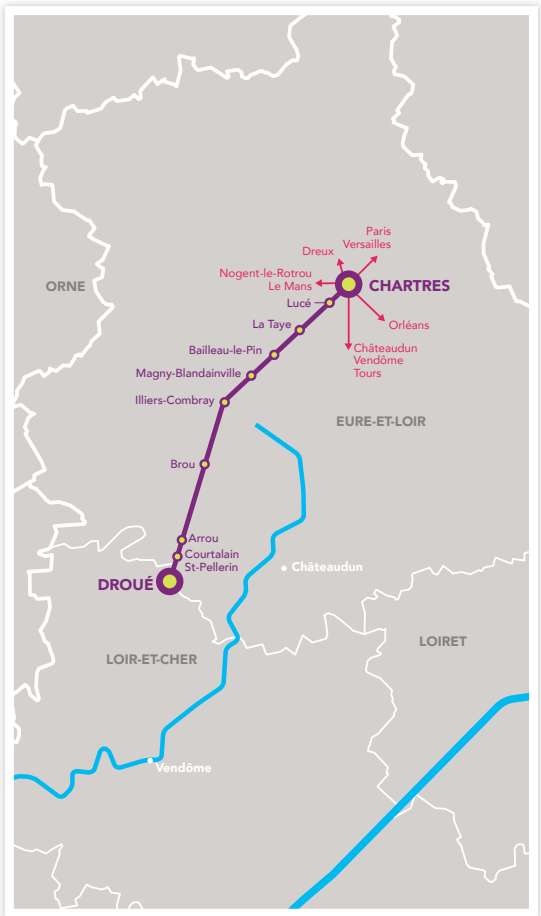 Paris
Versailles
Dreux
Nogent-le-Rotrou
Le Mans
ORNE
CHARTRES
Lucé
La Taye
Orléans
Bailleau-le-Pin
Châteaudun
Vendôme
Tours
Magny-Blandainville
Illiers-Combray
EURE-ET-LOIR
Brou
Arrou
Courtalain
St-Pellerin
Châteaudun
DROUÉ
LOIRET
LOIR-ET-CHER
Vendôme